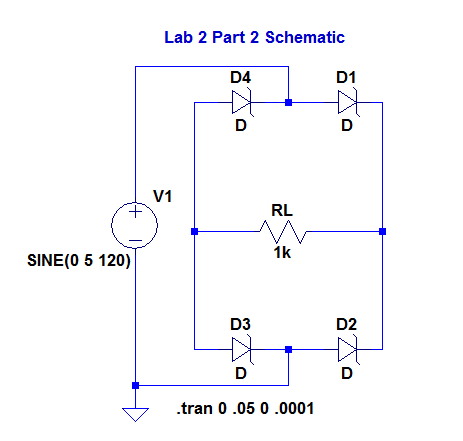 Lab 2 Part 2 Schematic
D4 D1
D D
V1
+
RL
−
SINE(0 5 120)
1k
D3 D2
D D
.tran 0 .05 0 .0001